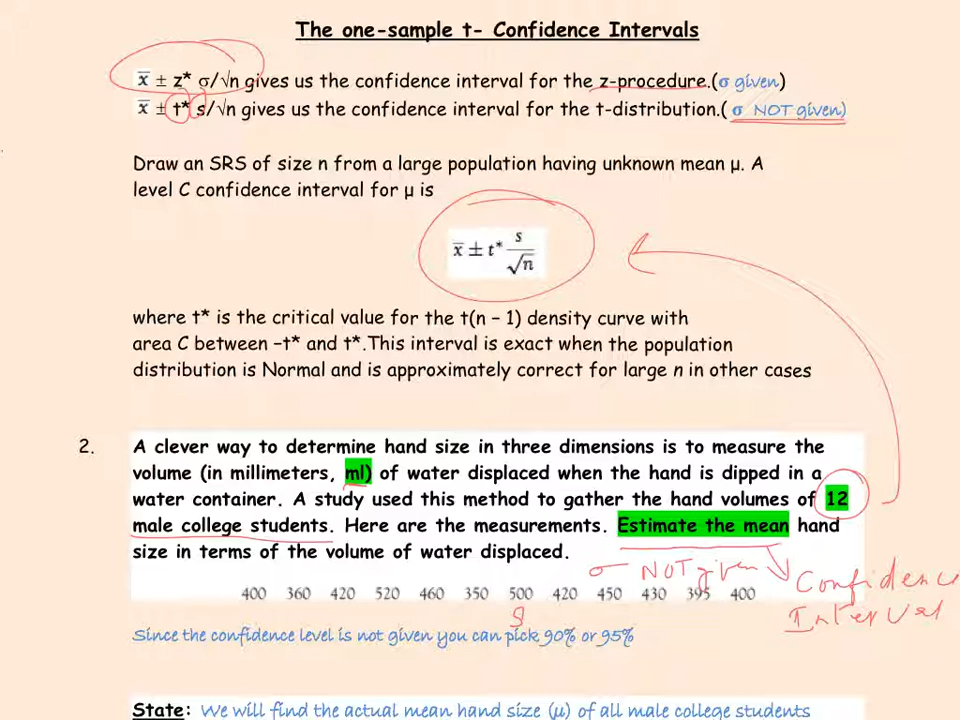 The one-sample t- Confidence Intervals
x̅ ± z* σ/√n gives us the confidence interval for the z-procedure.(σ given)
x̅ ± t* s/√n gives us the confidence interval for the t-distribution.( σ NOT given)
Draw an SRS of size n from a large population having unknown mean μ. A
level C confidence interval for μ is
x̅ ± t* s/√n
where t* is the critical value for the t(n – 1) density curve with
area C between –t* and t*.This interval is exact when the population
distribution is Normal and is approximately correct for large n in other cases
2. A clever way to determine hand size in three dimensions is to measure the
volume (in millimeters, ml) of water displaced when the hand is dipped in a
water container. A study used this method to gather the hand volumes of 12
male college students. Here are the measurements. Estimate the mean hand
size in terms of the volume of water displaced.
σ NOT given Confidence
Interval
400 360 420 520 460 350 500 420 450 430 395 400
S
Since the confidence level is not given you can pick 90% or 95%
State: We will find the actual mean hand size (μ) of all male college students